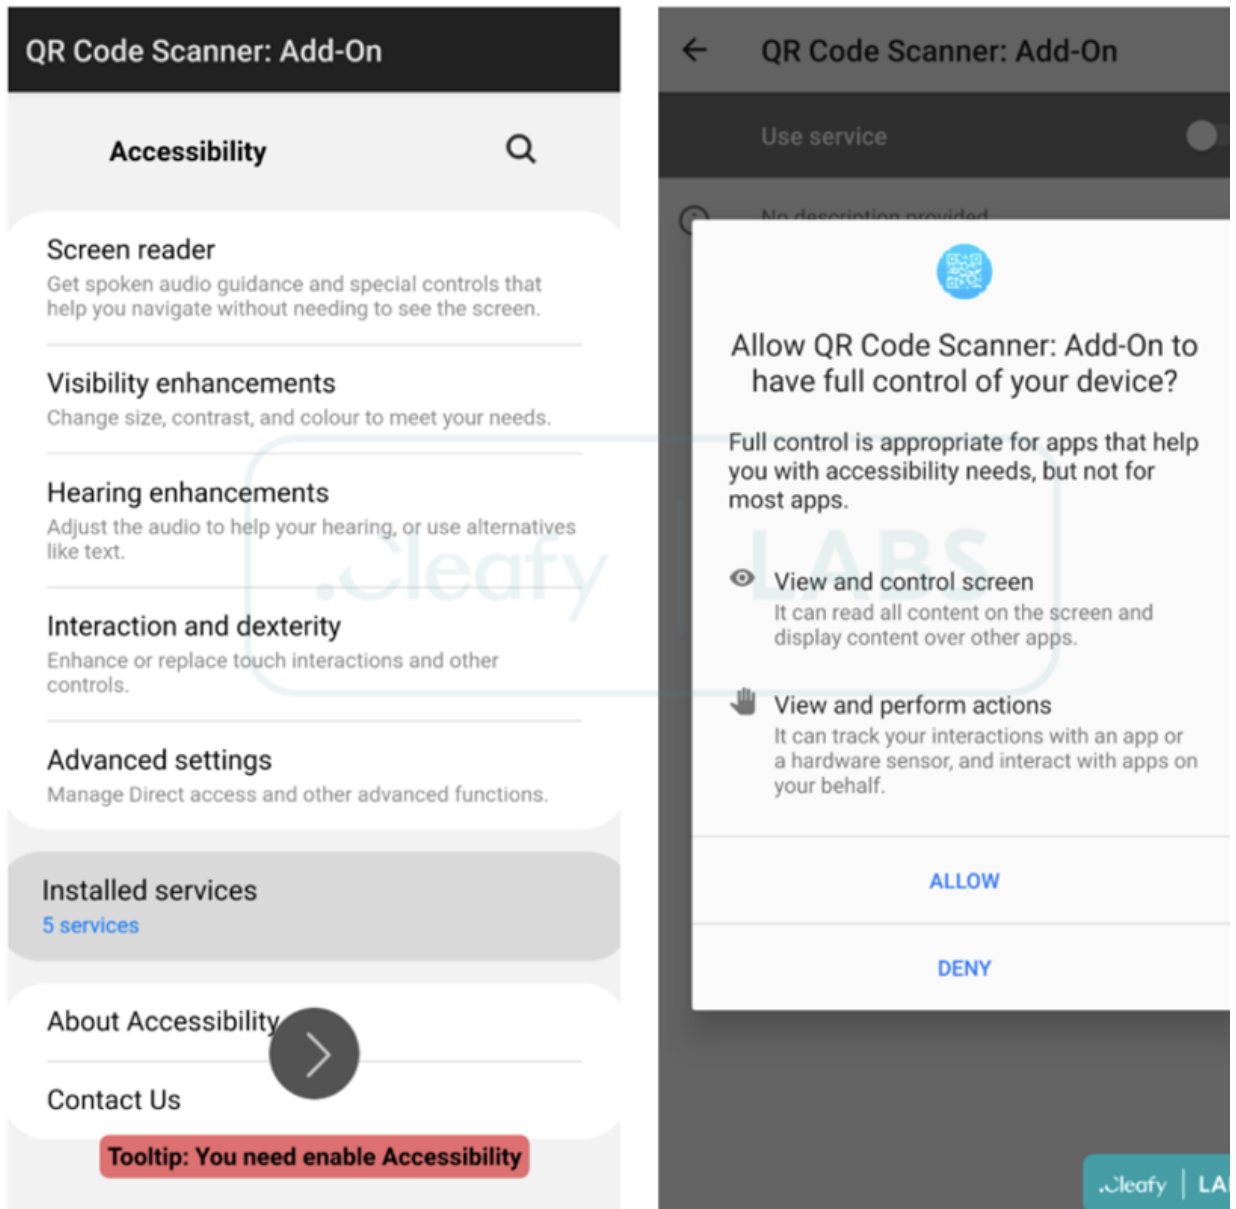 QR Code Scanner: Add-On
Accessibility
Screen reader
Get spoken audio guidance and special controls that
help you navigate without needing to see the screen.
Visibility enhancements
Change size, contrast, and colour to meet your needs.
Hearing enhancements
Adjust the audio to help your hearing, or use alternatives
like text.
Interaction and dexterity
Enhance or replace touch interactions and other
controls.
Advanced settings
Manage Direct access and other advanced functions.
Installed services
5 services
About Accessibility
Contact Us
Tooltip: You need enable Accessibility
QR Code Scanner: Add-On
Use service
No description provided
Allow QR Code Scanner: Add-On to
have full control of your device?
Full control is appropriate for apps that help
you with accessibility needs, but not for
most apps.
View and control screen
It can read all content on the screen and
display content over other apps.
View and perform actions
It can track your interactions with an app or
a hardware sensor, and interact with apps on
your behalf.
ALLOW
DENY
Cleafy | LABS
Cleafy | LA